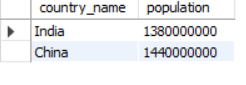 country_name population
India 1380000000
China 1440000000